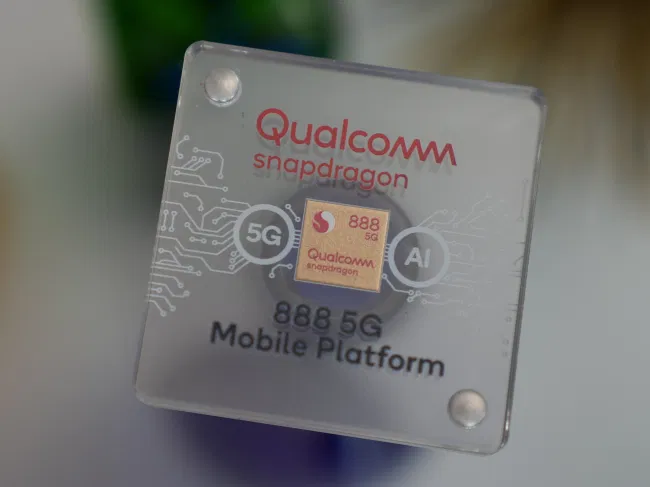 Qualcomm
snapdragon
5G
888
5G
Qualcomm
snapdragon
AI
888 5G
Mobile Platform